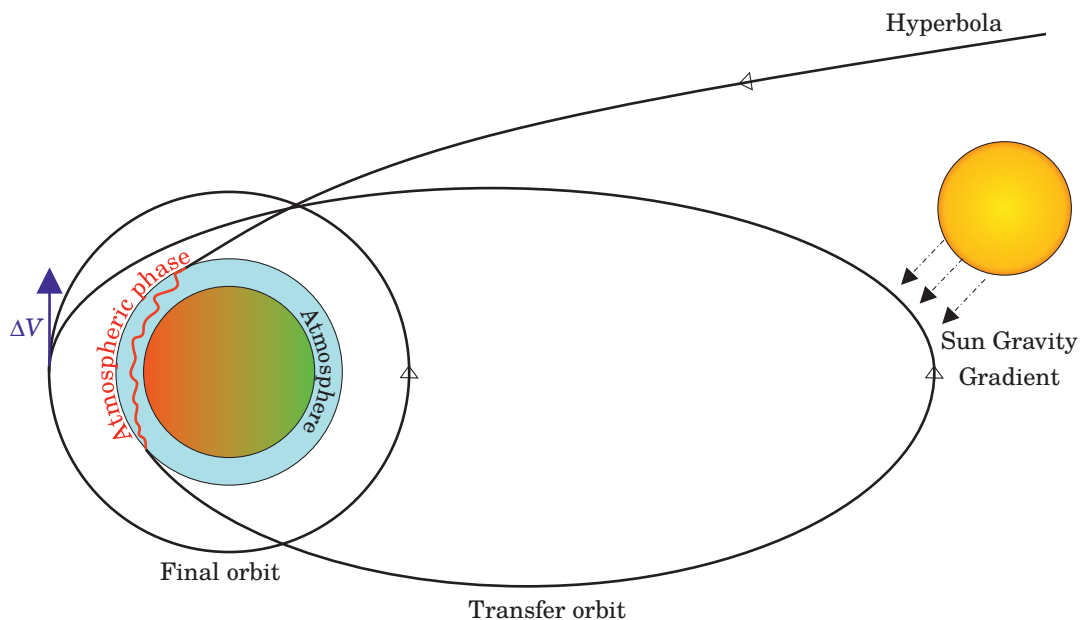 Hyperbola
Atmospheric phase
Atmosphere
ΔV
Sun Gravity
Gradient
Final orbit
Transfer orbit